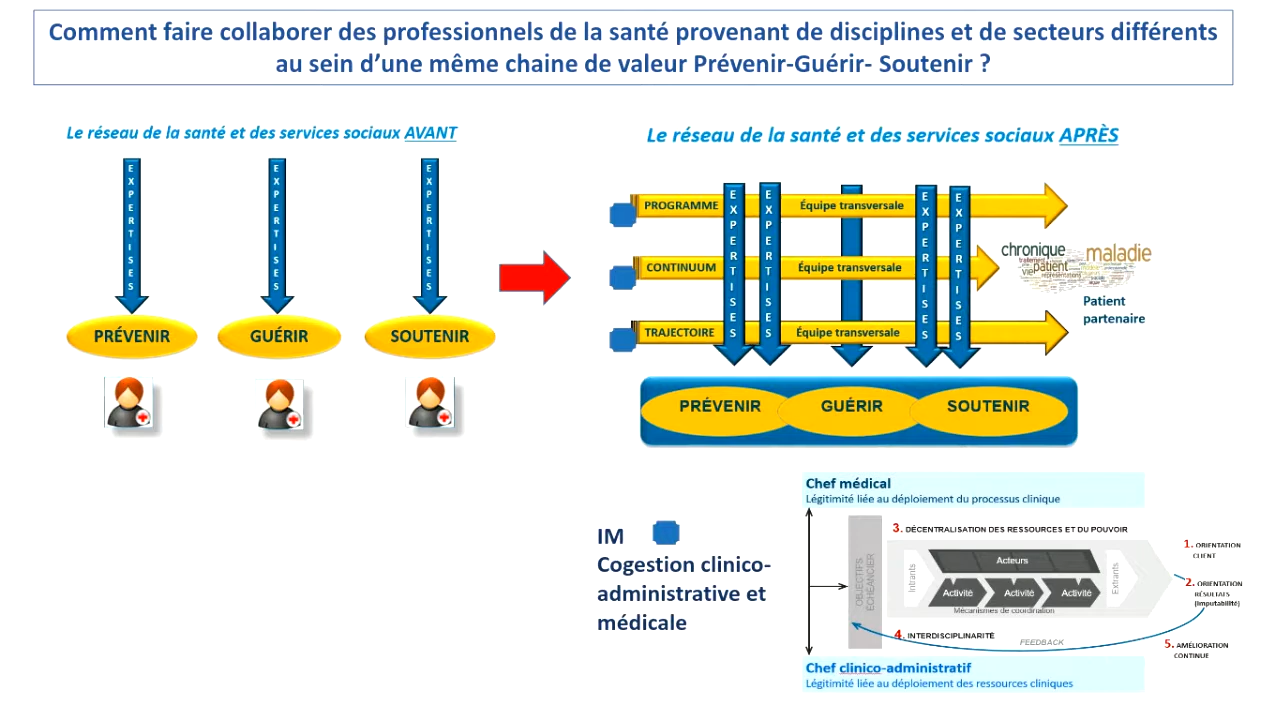 Comment faire collaborer des professionnels de la santé provenant de disciplines et de secteurs différents
au sein d’une même chaine de valeur Prévenir-Guérir- Soutenir ?
Le réseau de la santé et des services sociaux AVANT
EXPERTISES
EXPERTISES
EXPERTISES
PRÉVENIR
GUÉRIR
SOUTENIR
Le réseau de la santé et des services sociaux APRÈS
PROGRAMME
Équipe transversale
CONTINUUM
Équipe transversale
TRAJECTOIRE
Équipe transversale
EXPERTISES
EXPERTISES
EXPERTISES
EXPERTISES
chronique
maladie
traitement
vie
patient
représentations
Patient
partenaire
PRÉVENIR
GUÉRIR
SOUTENIR
IM
Cogestion clinico-
administrative et
médicale
Chef médical
Légitimité liée au déploiement du processus clinique
3. DÉCENTRALISATION DES RESSOURCES ET DU POUVOIR
OBJECTIFS
ÉCHÉANCIER
Intrants
Acteurs
Activité
Activité
Activité
Extrants
Mécanismes de coordination
1. ORIENTATION
CLIENT
2. ORIENTATION
RÉSULTATS
(Imputabilité)
4. INTERDISCIPLINARITÉ
FEEDBACK
5. AMÉLIORATION
CONTINUE
Chef clinico-administratif
Légitimité liée au déploiement des ressources cliniques